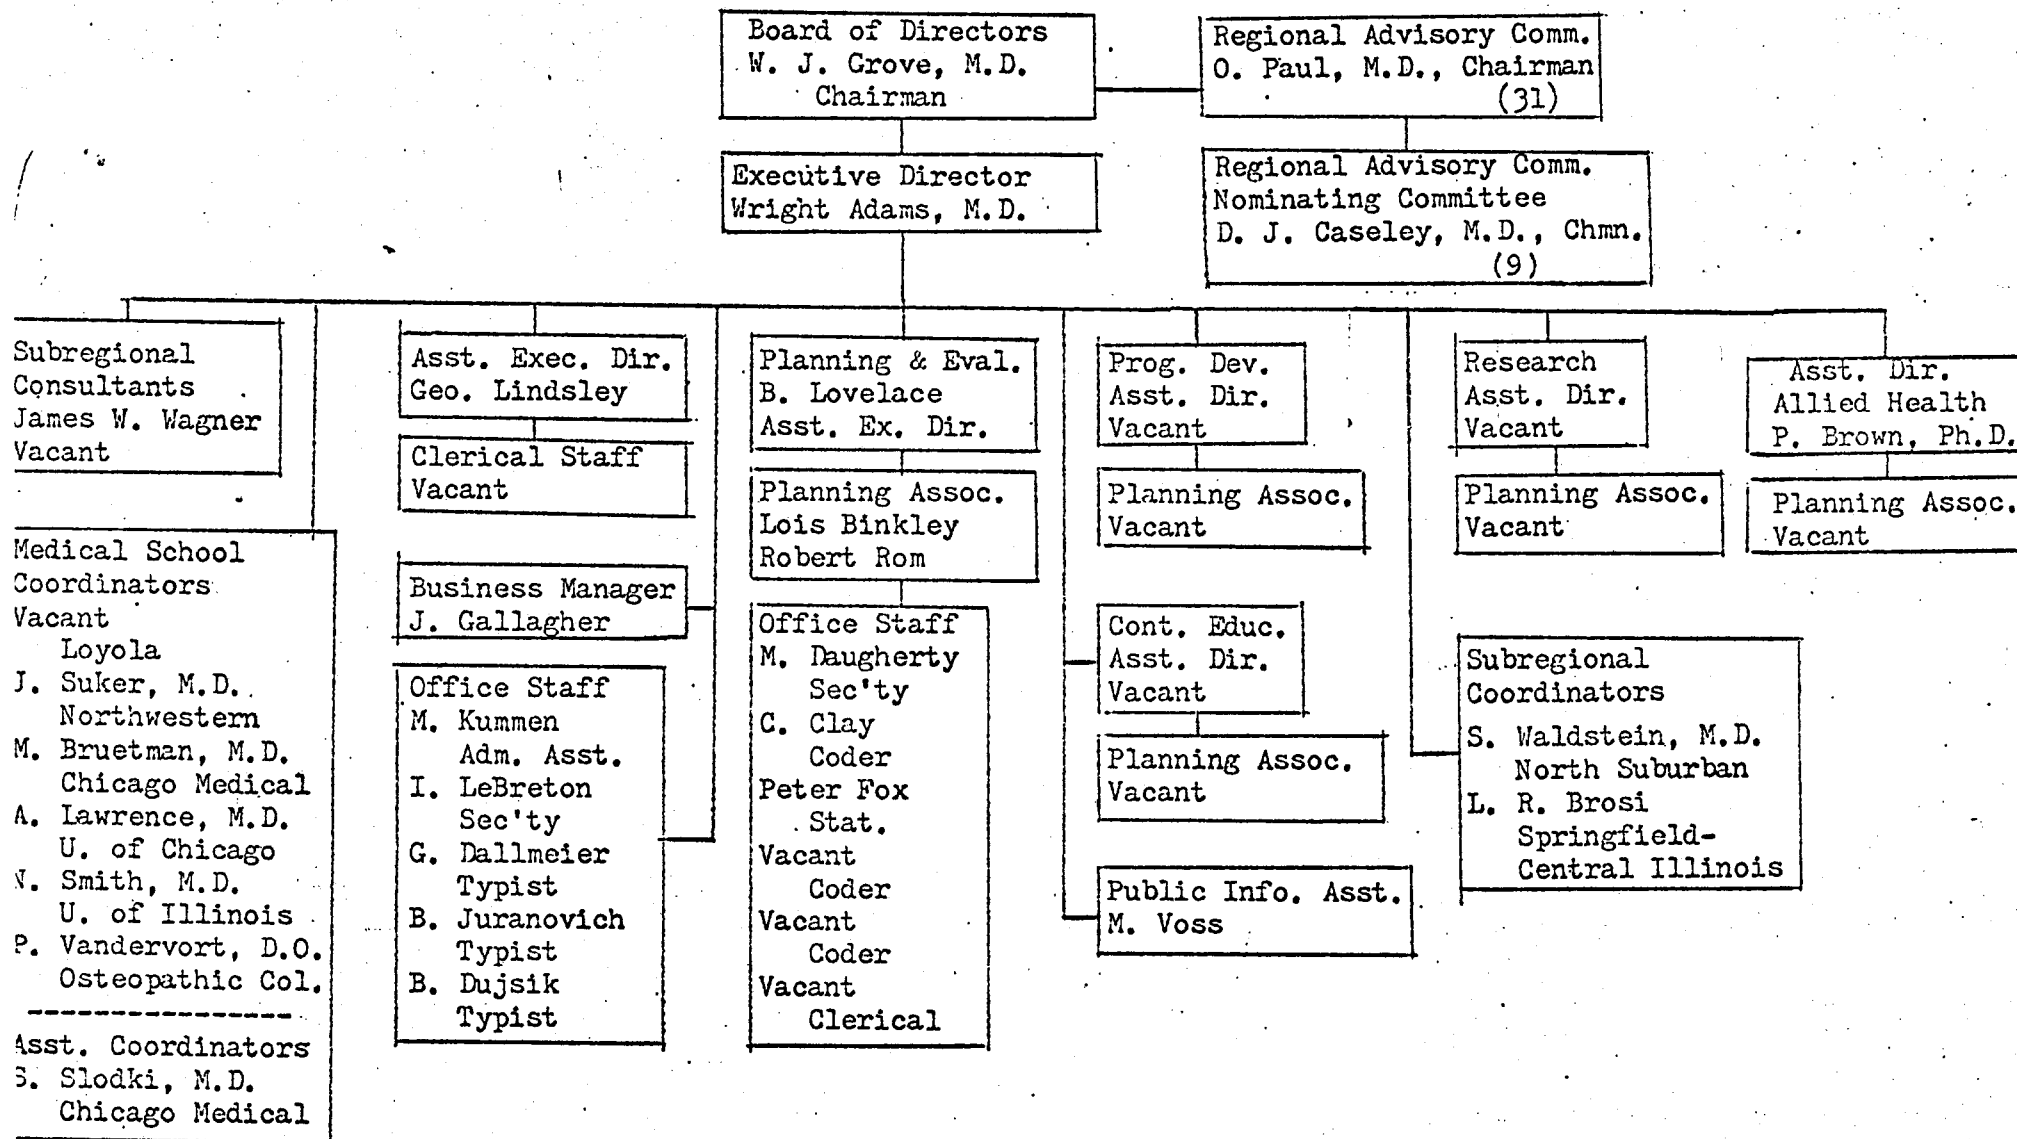 Board of Directors
W. J. Grove, M.D.
Chairman
Regional Advisory Comm.
O. Paul, M.D., Chairman
(31)
Executive Director
Wright Adams, M.D.
Regional Advisory Comm.
Nominating Committee
D. J. Caseley, M.D., Chmn.
(9)
Subregional
Consultants
James W. Wagner
Vacant
Medical School
Coordinators
Vacant
Loyola
J. Suker, M.D.
Northwestern
M. Bruetman, M.D.
Chicago Medical
A. Lawrence, M.D.
U. of Chicago
Smith, M.D.
U. of Illinois
P. Vandervort, D.O.
Osteopathic Col.
Asst. Coordinators
S. Slodki, M.D.
Chicago Medical
Asst. Exec. Dir.
Geo. Lindsley
Clerical Staff
Vacant
Business Manager
J. Gallagher
Office Staff
M. Kummen
Adm. Asst.
I. LeBreton
Sec'ty
G. Dallmeier
Typist
B. Juranovich
Typist
B. Dujsik
Typist
Planning & Eval.
B. Lovelace
Asst. Ex. Dir.
Planning Assoc.
Lois Binkley
Robert Rom
Office Staff
M. Daugherty
Sec'ty
C. Clay
Coder
Peter Fox
Stat.
Vacant
Coder
Vacant
Coder
Vacant
Clerical
Prog. Dev.
Asst. Dir.
Vacant
Planning Assoc.
Vacant
Cont. Educ.
Asst. Dir.
Vacant
Planning Assoc.
Vacant
Public Info. Asst.
M. Voss
Research
Asst. Dir.
Vacant
Planning Assoc.
Vacant
Subregional
Coordinators
S. Waldstein, M.D.
North Suburban
L. R. Brosi
Springfield-
Central Illinois
Asst. Dir.
Allied Health
P. Brown, Ph.D.
Planning Assoc.
Vacant